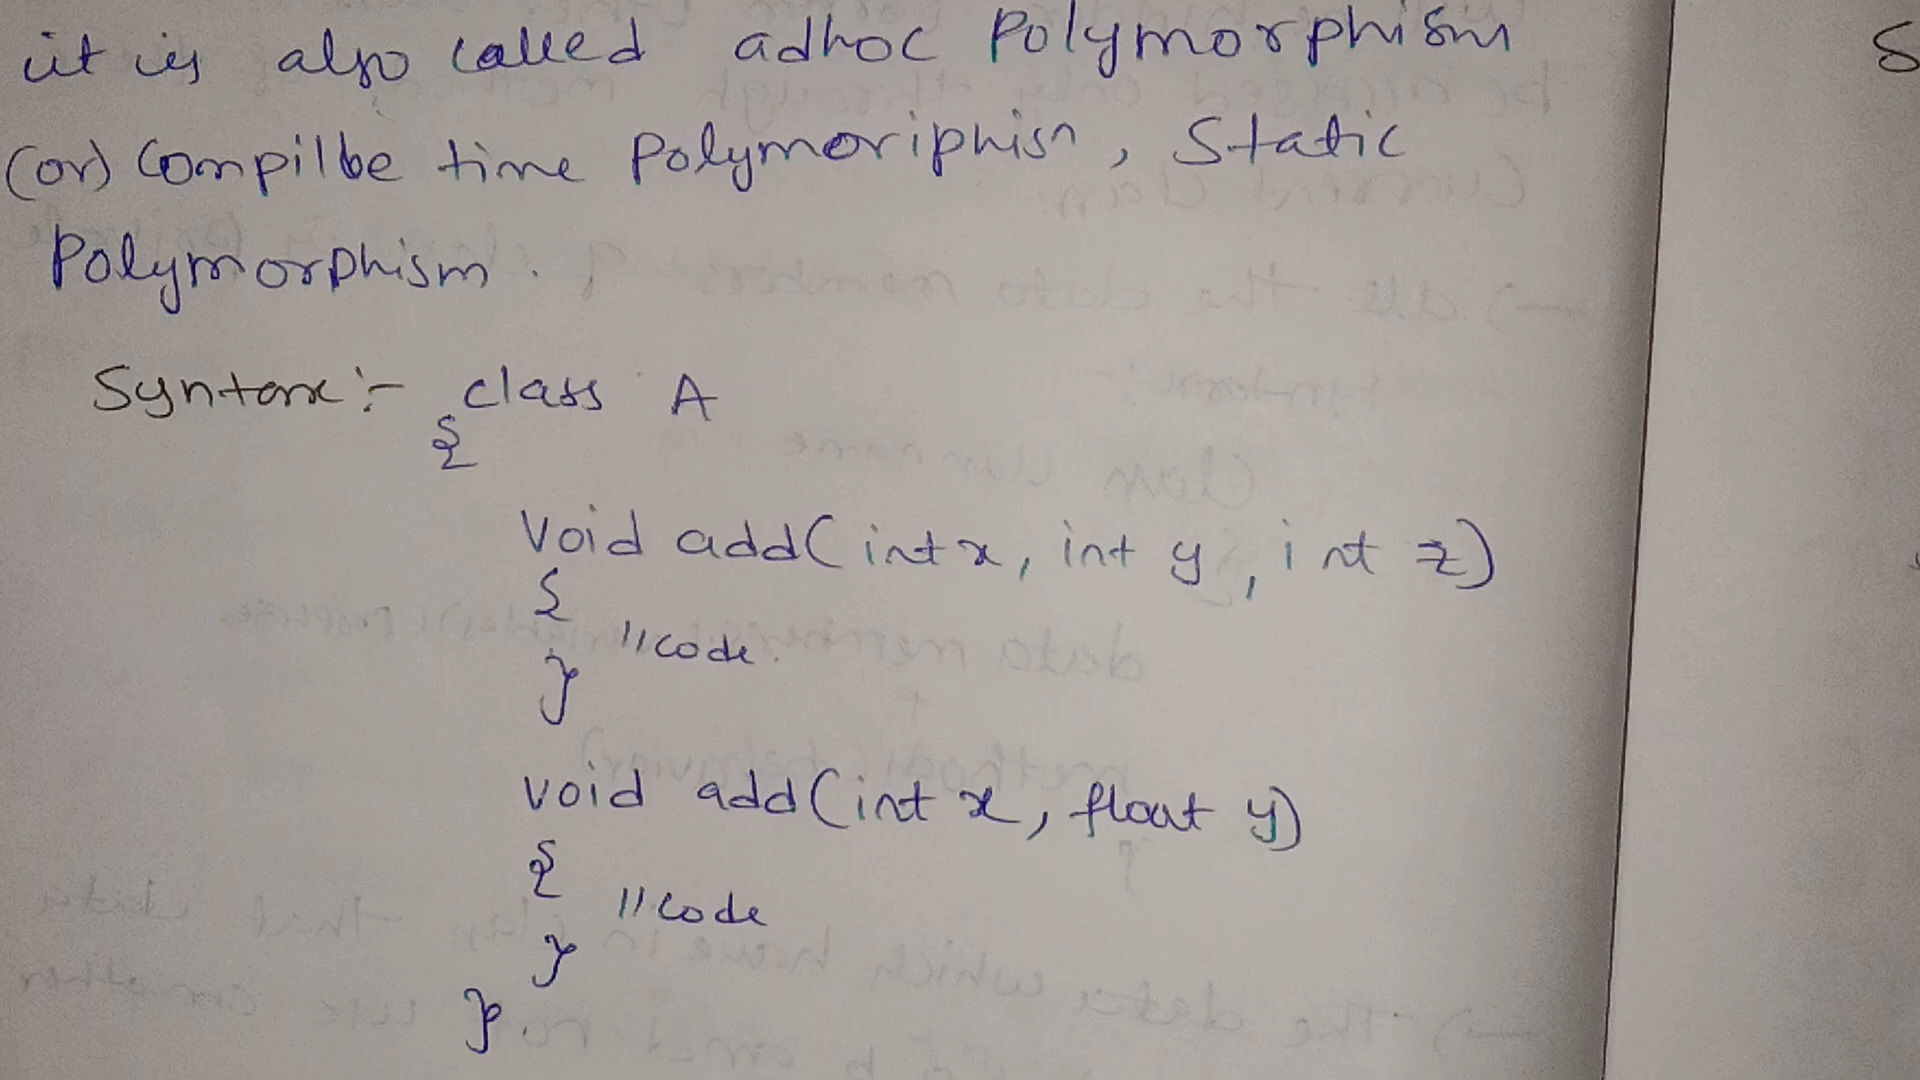 it is also called adhoc Polymorphism
(or) Compilbe time Polymoriphism, Static
Polymorphism.
Syntax:- class A
{
void add(int x, int y, int z)
{
//code.
}
void add(int x, float y)
{
//code
}
}.